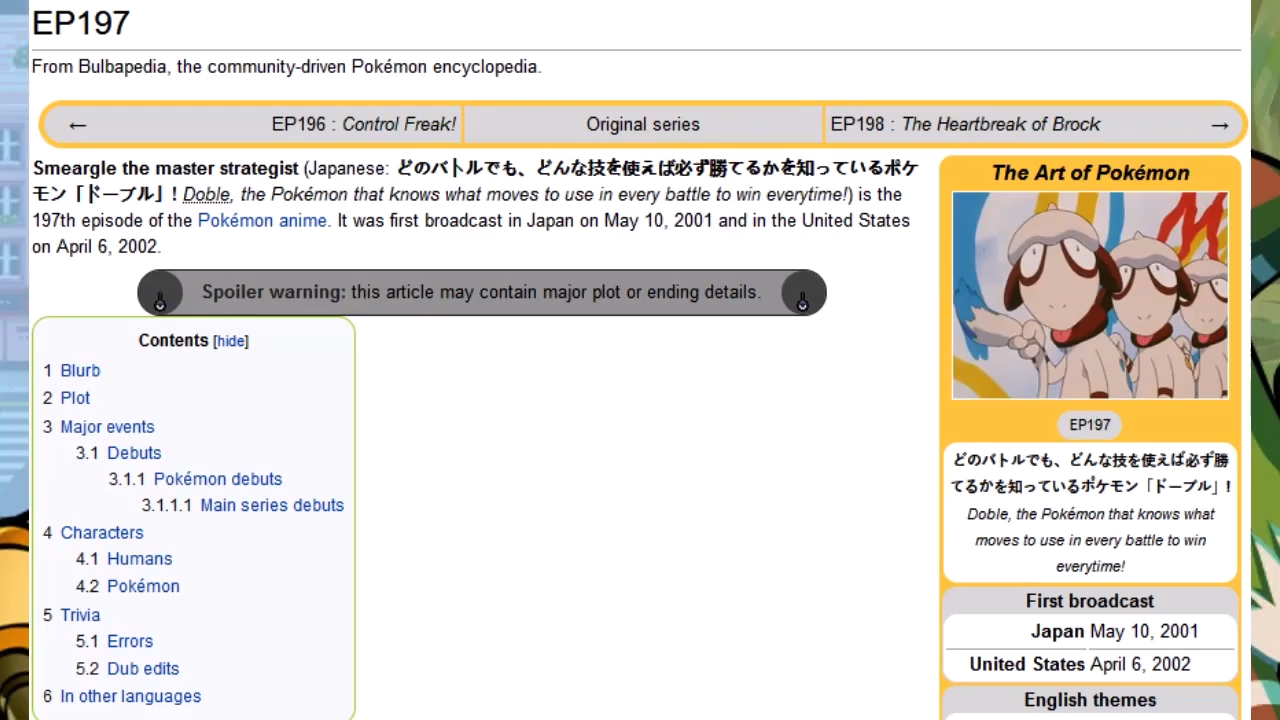 EP197
From Bulbapedia, the community-driven Pokémon encyclopedia.
← EP196 : Control Freak! Original series EP198 : The Heartbreak of Brock →
Smeargle the master strategist (Japanese: どのバトルでも、どんな技を使えば必ず勝てるかを知っているポケ
モン「ドーブル」! Doble, the Pokémon that knows what moves to use in every battle to win everytime!) is the
197th episode of the Pokémon anime. It was first broadcast in Japan on May 10, 2001 and in the United States
on April 6, 2002.
Spoiler warning: this article may contain major plot or ending details.
Contents [hide]
1 Blurb
2 Plot
3 Major events
3.1 Debuts
3.1.1 Pokémon debuts
3.1.1.1 Main series debuts
4 Characters
4.1 Humans
4.2 Pokémon
5 Trivia
5.1 Errors
5.2 Dub edits
6 In other languages
The Art of Pokémon
EP197
どのバトルでも、どんな技を使えば必ず勝
てるかを知っているポケモン「ドーブル」!
Doble, the Pokémon that knows what
moves to use in every battle to win
everytime!
First broadcast
Japan May 10, 2001
United States April 6, 2002
English themes